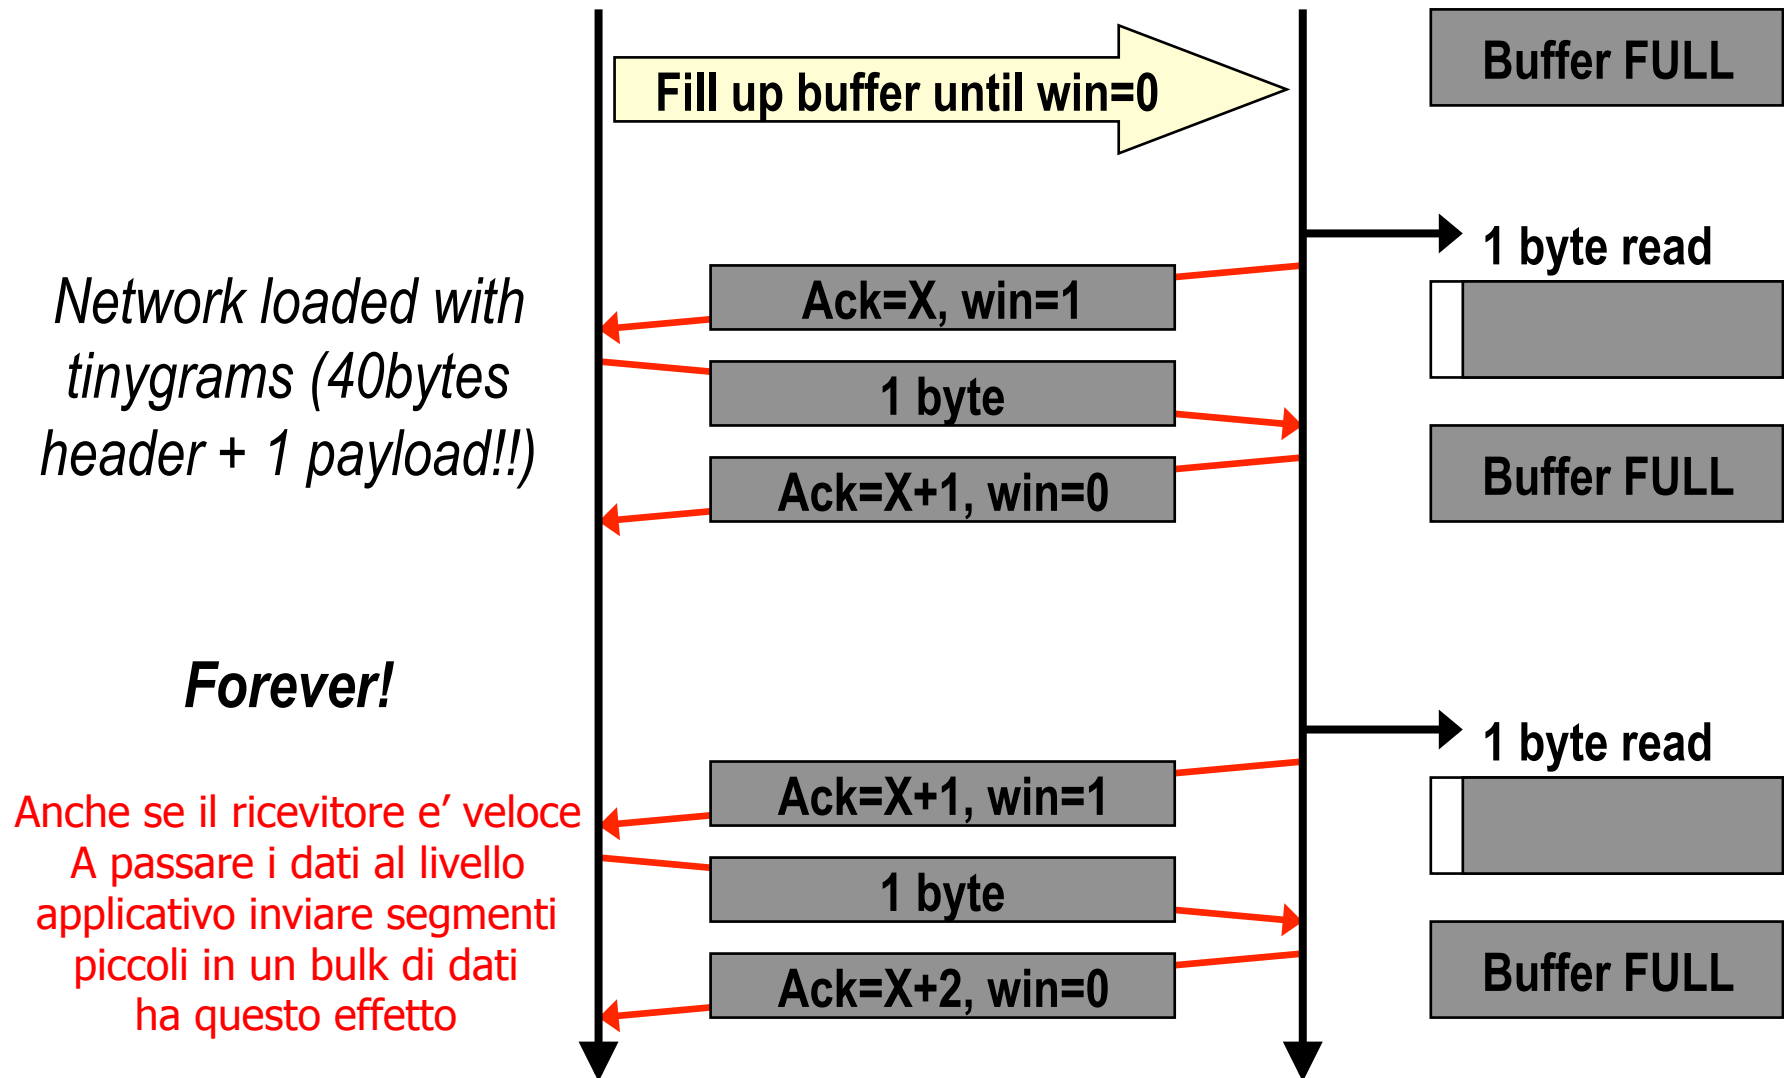 Fill up buffer until win=0
Buffer FULL
1 byte read
Network loaded with
tinygrams (40bytes
header + 1 payload!!)
Ack=X, win=1
1 byte
Ack=X+1, win=0
Buffer FULL
Forever!
1 byte read
Anche se il ricevitore e’ veloce
A passare i dati al livello
applicativo inviare segmenti
piccoli in un bulk di dati
ha questo effetto
Ack=X+1, win=1
1 byte
Ack=X+2, win=0
Buffer FULL